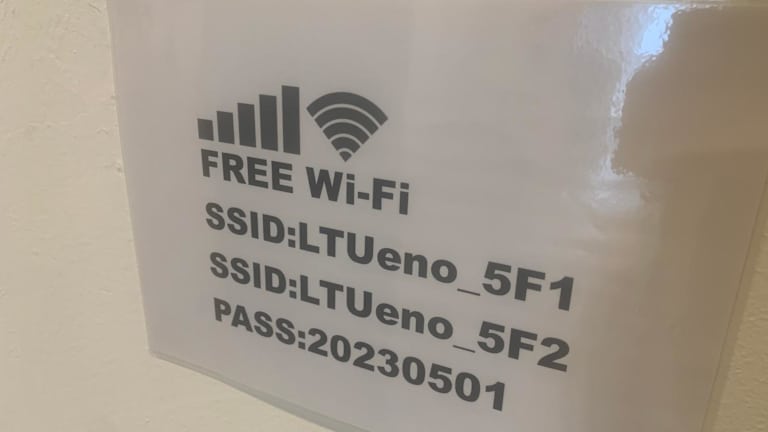 FREE Wi-Fi
SSID:LTUeno_5F1
SSID:LTUeno_5F2
PASS:20230501